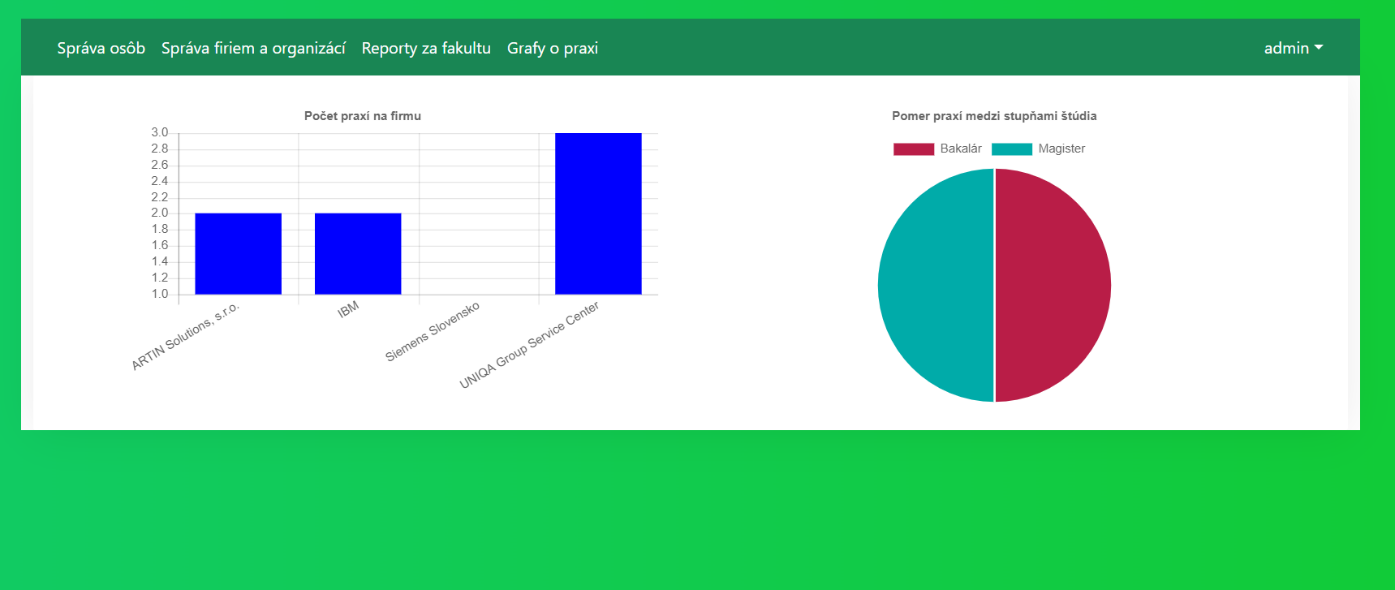 Správa osôb Správa firiem a organizácí Reporty za fakultu Grafy o praxi admin
Počet praxí na firmu
3.0
2.8
2.6
2.4
2.2
2.0
1.8
1.6
1.4
1.2
1.0
ARTIN Solutions, s.r.o.
IBM
Siemens Slovensko
UNIQA Group Service Center
Pomer praxí medzi stupňami štúdia
Bakalár Magister